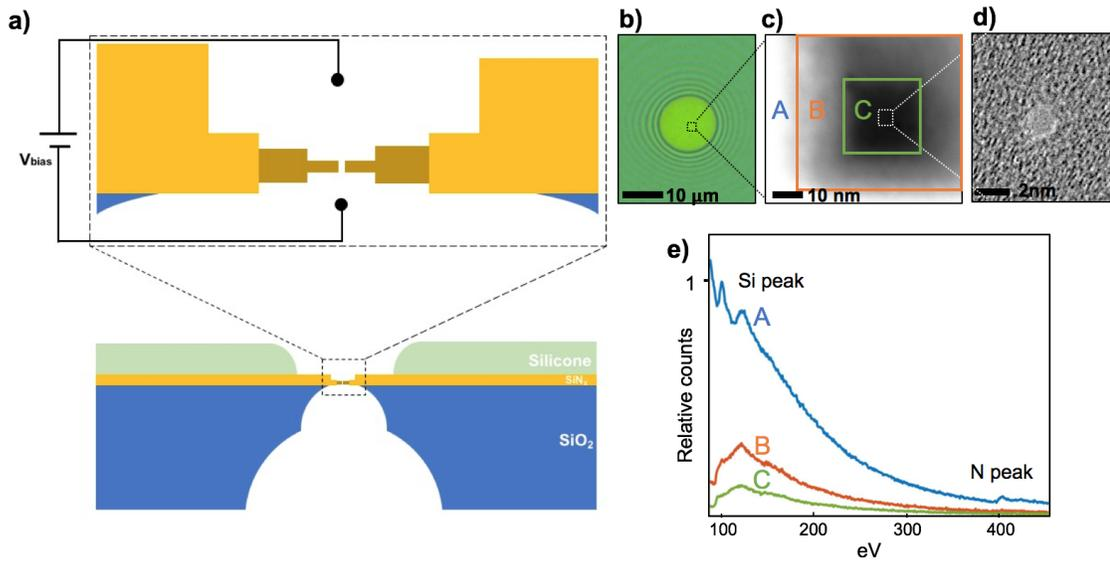 a)
V_bias
Silicone
SiNₓ
SiO₂
b)
10 μm
c)
A
B
C
10 nm
d)
2nm
e)
1
Si peak
A
B
C
N peak
Relative counts
100
200
300
400
eV